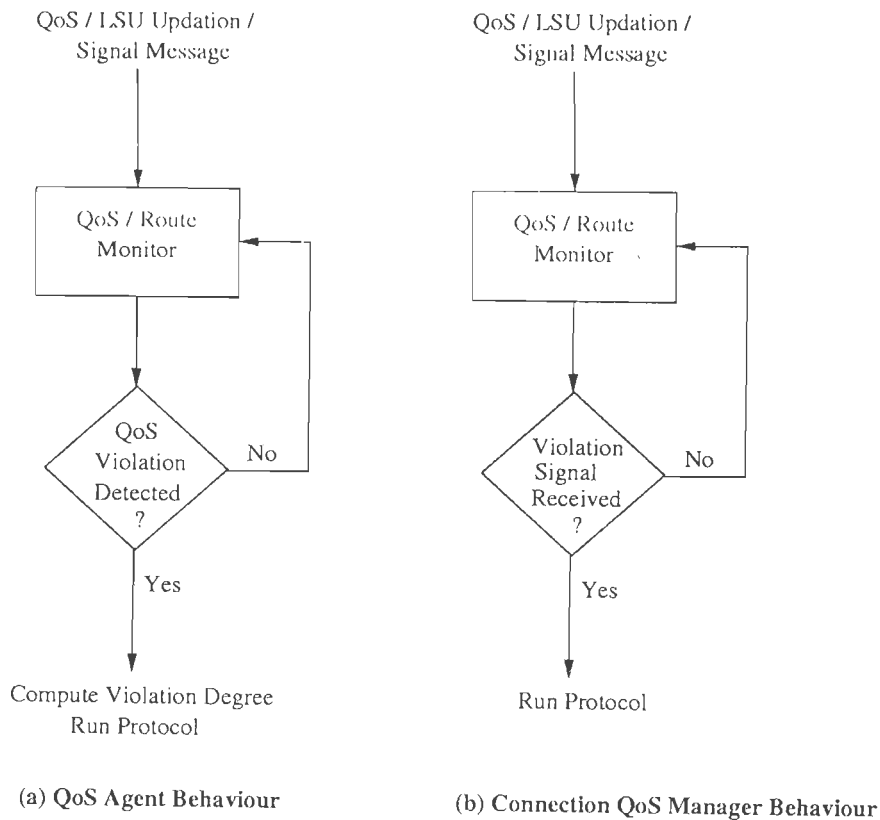 QoS / LSU Updation /
Signal Message
QoS / Route
Monitor
QoS
Violation
Detected
?
No
Yes
Compute Violation Degree
Run Protocol
(a) QoS Agent Behaviour
QoS / LSU Updation /
Signal Message
QoS / Route
Monitor
Violation
Signal
Received
?
No
Yes
Run Protocol
(b) Connection QoS Manager Behaviour